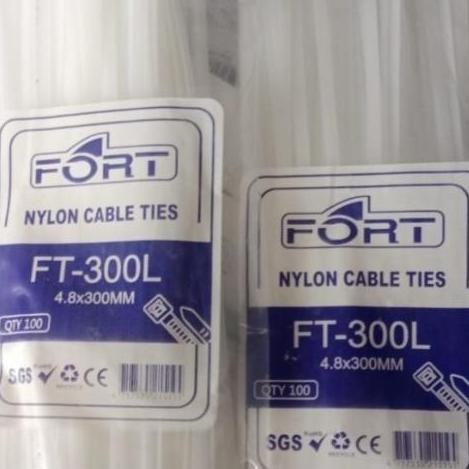 FORT
NYLON CABLE TIES
FT-300L
4.8x300MM
QTY 100
SGS
CE
FORT
NYLON CABLE TIES
FT-300L
4.8x300MM
QTY 100
SGS
CE